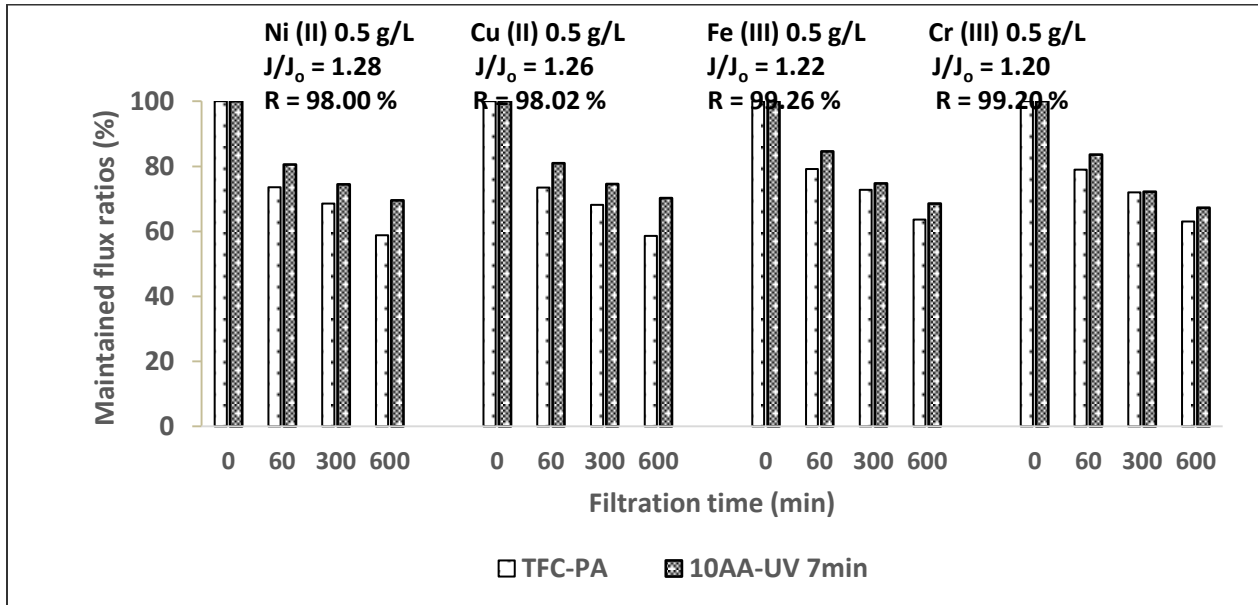 Ni (II) 0.5 g/L
J/Jo = 1.28
R = 98.00 %
Cu (II) 0.5 g/L
J/Jo = 1.26
R = 98.02 %
Fe (III) 0.5 g/L
J/Jo = 1.22
R = 99.26 %
Cr (III) 0.5 g/L
J/Jo = 1.20
R = 99.20 %
Maintained flux ratios (%)
100
80
60
40
20
0
0 60 300 600 0 60 300 600 0 60 300 600 0 60 300 600
Filtration time (min)
TFC-PA 10AA-UV 7min